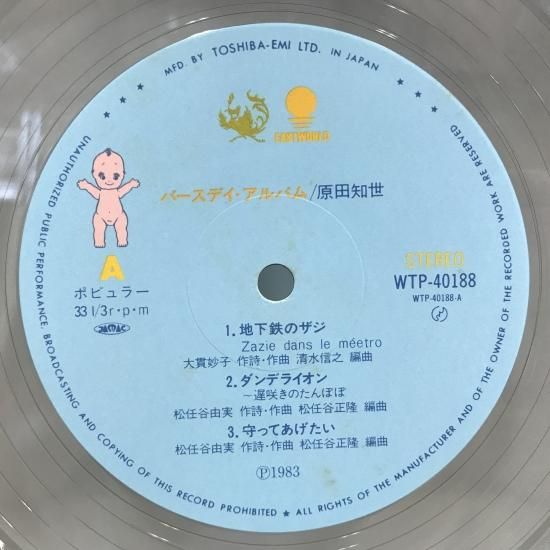 MFD. BY TOSHIBA-EMI LTD. IN JAPAN
EASTWORLD
バースデイ・アルバム/原田知世
A
ポピュラー
33 1/3r・p・m
JASRAC
STEREO
WTP-40188
WTP-40188-A
1. 地下鉄のザジ
Zazie dans le méetro
大貫妙子 作詩・作曲 清水信之 編曲
2. ダンデライオン
～遅咲きのたんぽぽ
松任谷由実 作詩・作曲 松任谷正隆 編曲
3. 守ってあげたい
松任谷由実 作詩・作曲 松任谷正隆 編曲
Ⓟ1983
UNAUTHORIZED PUBLIC PERFORMANCE, BROADCASTING AND COPYING OF THIS RECORD PROHIBITED ★ ALL RIGHTS OF THE MANUFACTURER AND OF THE OWNER OF THE RECORDED WORK ARE RESERVED